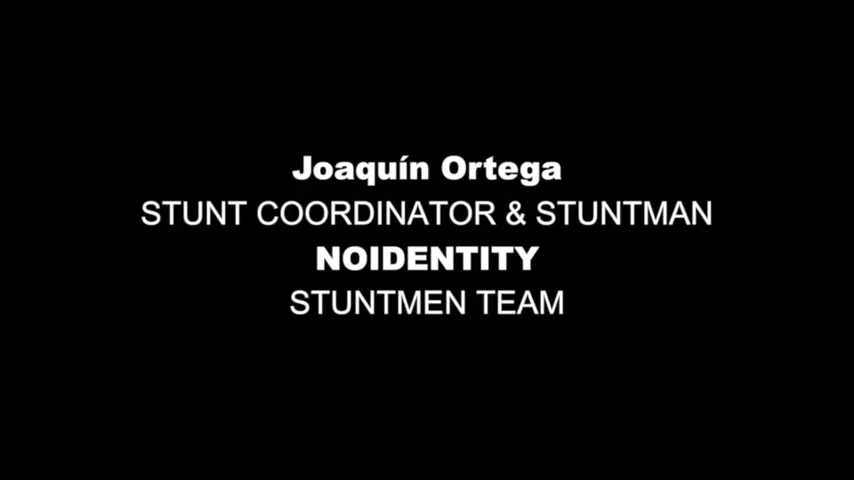 Joaquín Ortega
STUNT COORDINATOR & STUNTMAN
NOIDENTITY
STUNTMEN TEAM